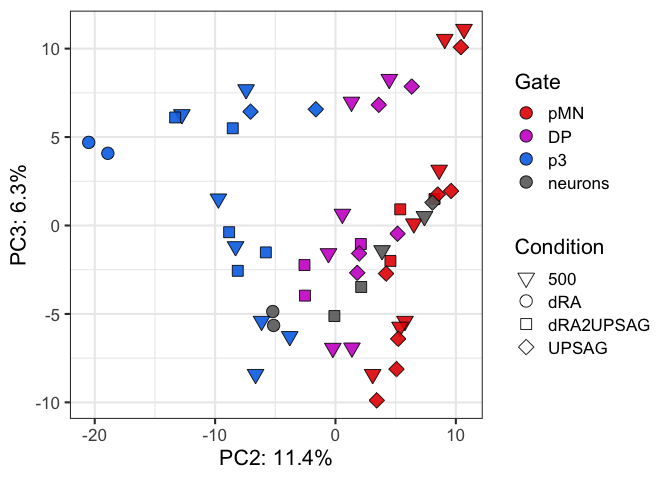 10
5
0
-5
-10
-20
-10
0
10
PC3: 6.3%
PC2: 11.4%
Gate
pMN
DP
p3
neurons
Condition
500
dRA
dRA2UPSAG
UPSAG